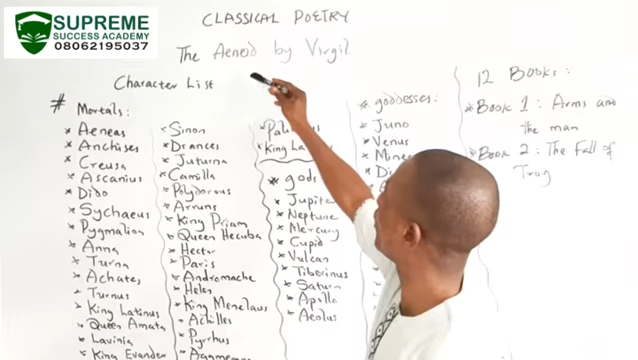 SUPREME
SUCCESS ACADEMY
08062195037
CLASSICAL POETRY
The Aeneid by Virgil
Character List
# Mortals:
* Aeneas
* Anchises
* Creusa
* Ascanius
* Dido
* Sychaeus
* Pygmalion
* Anna
* Turna
* Achates
* Turnus
* King Latinus
* Queen Amata
* Lavinia
* King Evander
* Sinon
* Drances
* Juturna
* Camilla
* Polydorous
* Arruns
* King Priam
* Queen Hecuba
* Hector
* Paris
* Andromache
* Helen
* King Menelaus
* Achilles
* Pyrrhus
* Agamemnon
* King
* gods
* Jupiter
* Neptune
* Mercury
* Cupid
* Vulcan
* Tiberinus
* Saturn
* Apollo
* Aeolus
* goddesses:
* Juno
* Venus
12 Books:
* Book 1: Arms and
the man
* Book 2: The Fall of
Troy